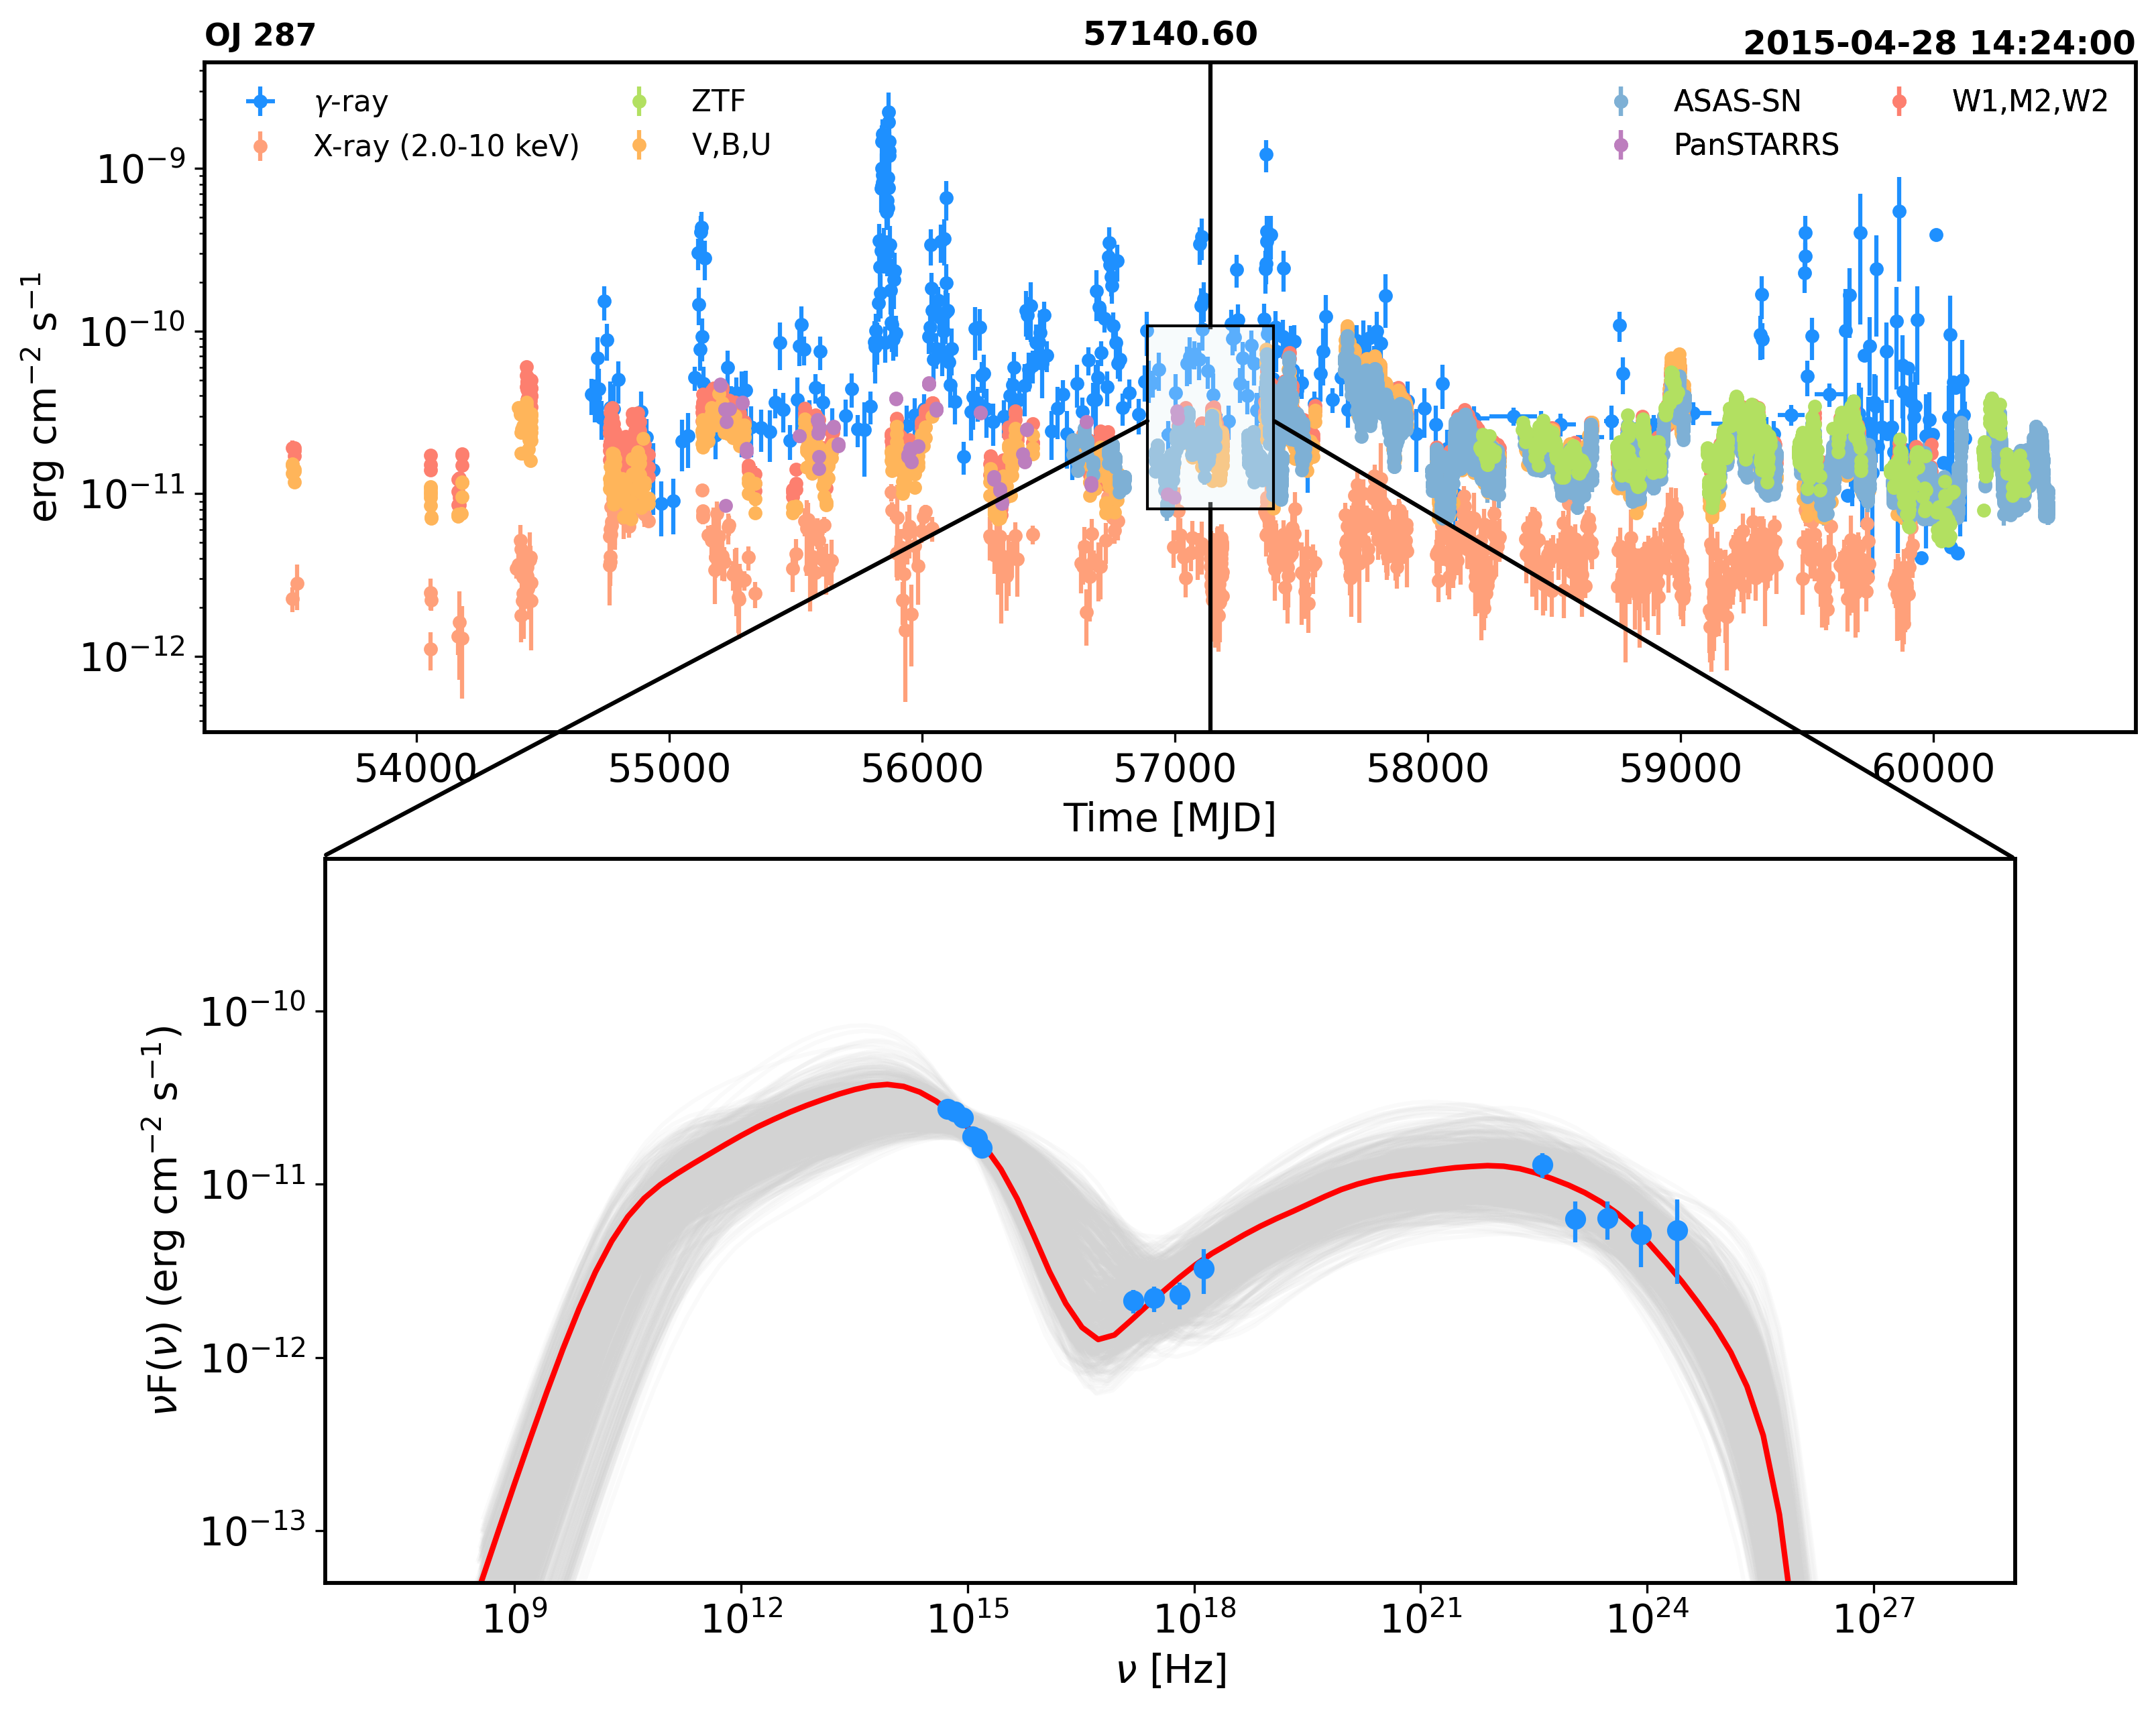 OJ 287 57140.60 2015-04-28 14:24:00
γ-ray ZTF ASAS-SN W1,M2,W2
X-ray (2.0-10 keV) V,B,U PanSTARRS
10⁻⁹
10⁻¹⁰
10⁻¹¹
10⁻¹²
erg cm⁻² s⁻¹
54000 55000 56000 57000 58000 59000 60000
Time [MJD]
10⁻¹⁰
10⁻¹¹
10⁻¹²
10⁻¹³
νF(ν) (erg cm⁻² s⁻¹)
10⁹ 10¹² 10¹⁵ 10¹⁸ 10²¹ 10²⁴ 10²⁷
ν [Hz]